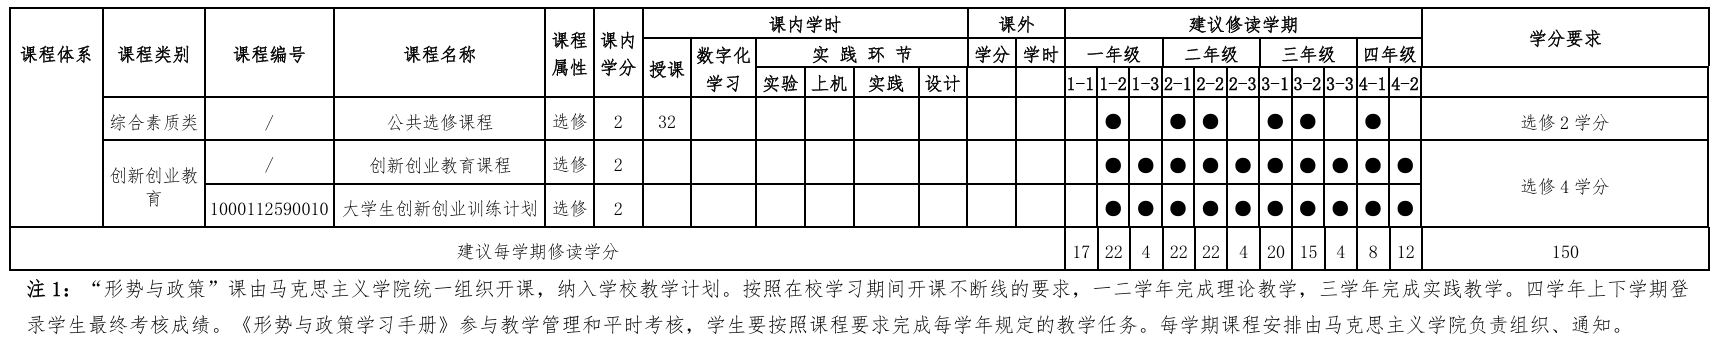 课程体系 课程类别 课程编号 课程名称 课程属性 课内学分 课内学时 课外 建议修读学期 学分要求
授课 数字化学习 实 践 环 节 学分 学时 一年级 二年级 三年级 四年级
实验 上机 实践 设计 1-1 1-2 1-3 2-1 2-2 2-3 3-1 3-2 3-3 4-1 4-2
综合素质类 / 公共选修课程 选修 2 32 ● ● ● ● ● ● 选修 2 学分
创新创业教育 / 创新创业教育课程 选修 2 ● ● ● ● ● ● ● ● ● ● 选修 4 学分
1000112590010 大学生创新创业训练计划 选修 2 ● ● ● ● ● ● ● ● ● ●
建议每学期修读学分 17 22 4 22 22 4 20 15 4 8 12 150
注 1：“形势与政策”课由马克思主义学院统一组织开课，纳入学校教学计划。按照在校学习期间开课不断线的要求，一二学年完成理论教学，三学年完成实践教学。四学年上下学期登
录学生最终考核成绩。《形势与政策学习手册》参与教学管理和平时考核，学生要按照课程要求完成每学年规定的教学任务。每学期课程安排由马克思主义学院负责组织、通知。